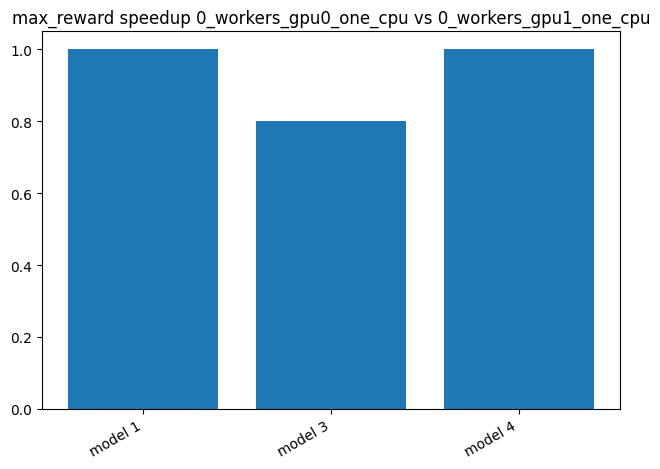 max_reward speedup 0_workers_gpu0_one_cpu vs 0_workers_gpu1_one_cpu
1.0
0.8
0.6
0.4
0.2
0.0
model 1
model 3
model 4